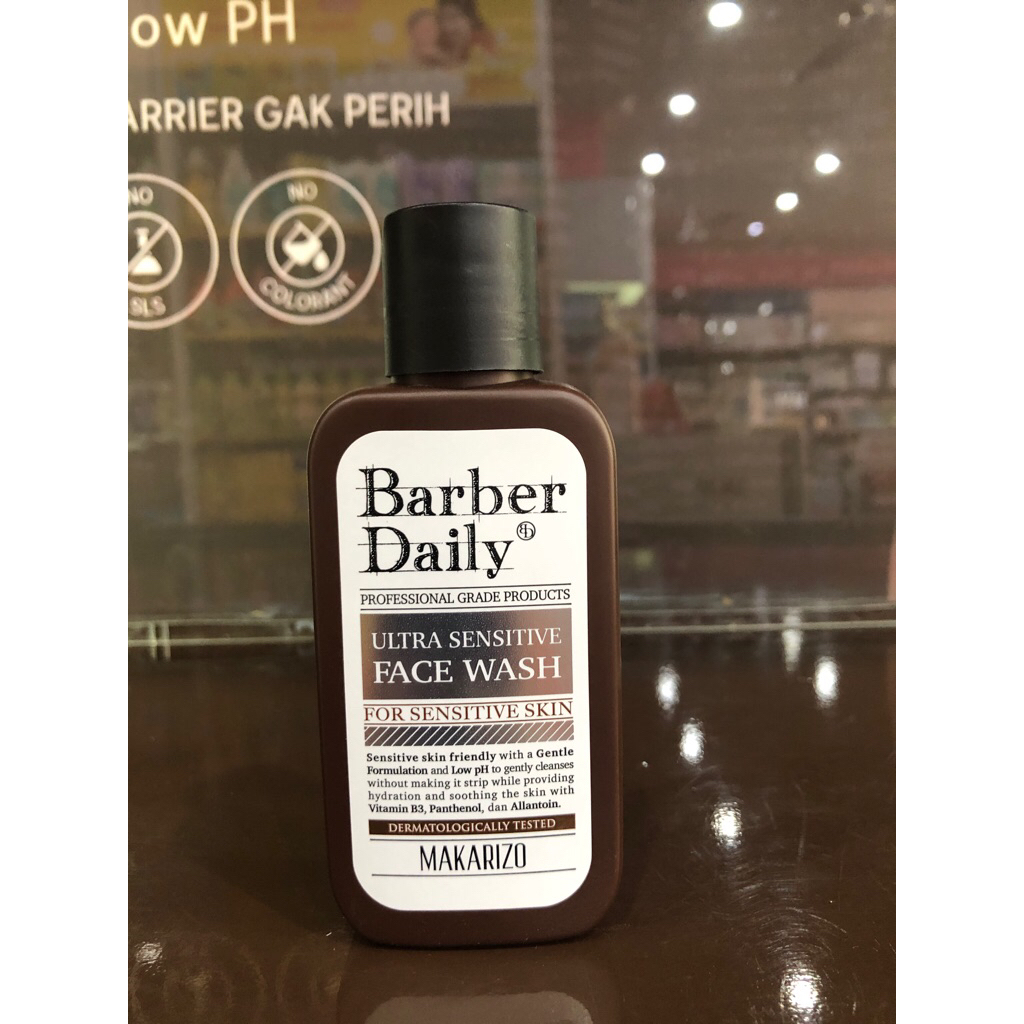 ow PH
ARRIER GAK PERIH
NO
SLS
NO
COLORANT
Barber
Daily
BD
PROFESSIONAL GRADE PRODUCTS
ULTRA SENSITIVE
FACE WASH
FOR SENSITIVE SKIN
Sensitive skin friendly with a Gentle
Formulation and Low pH to gently cleanses
without making it strip while providing
hydration and soothing the skin with
Vitamin B3, Panthenol, dan Allantoin.
DERMATOLOGICALLY TESTED
MAKARIZO